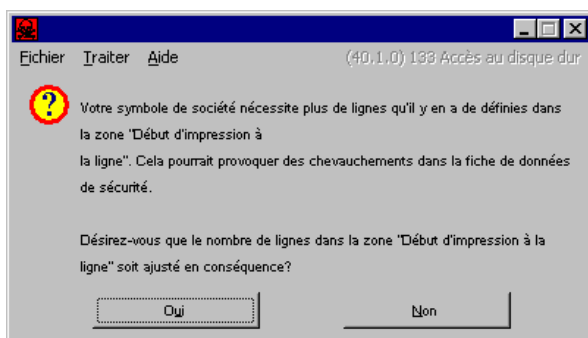 Fichier Traiter Aide (40.1.0) 133 Accès au disque dur
Votre symbole de société nécessite plus de lignes qu'il y en a de définies dans
la zone "Début d'impression à
la ligne". Cela pourrait provoquer des chevauchements dans la fiche de données
de sécurité.
Désirez-vous que le nombre de lignes dans la zone "Début d'impression à la
ligne" soit ajusté en conséquence?
Oui Non